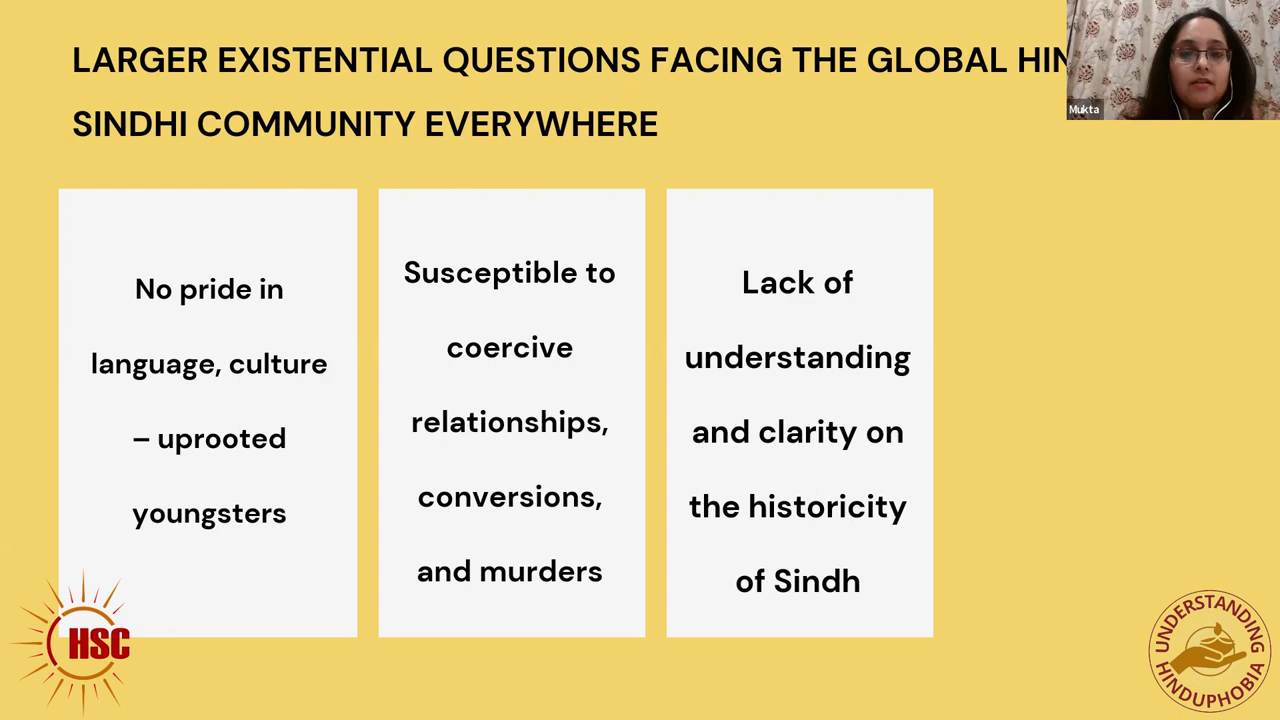 LARGER EXISTENTIAL QUESTIONS FACING THE GLOBAL
SINDHI COMMUNITY EVERYWHERE
Mukta
No pride in
language, culture
– uprooted
youngsters
Susceptible to
coercive
relationships,
conversions,
and murders
Lack of
understanding
and clarity on
the historicity
of Sindh
HSC
UNDERSTANDING
HINDUPHOBIA